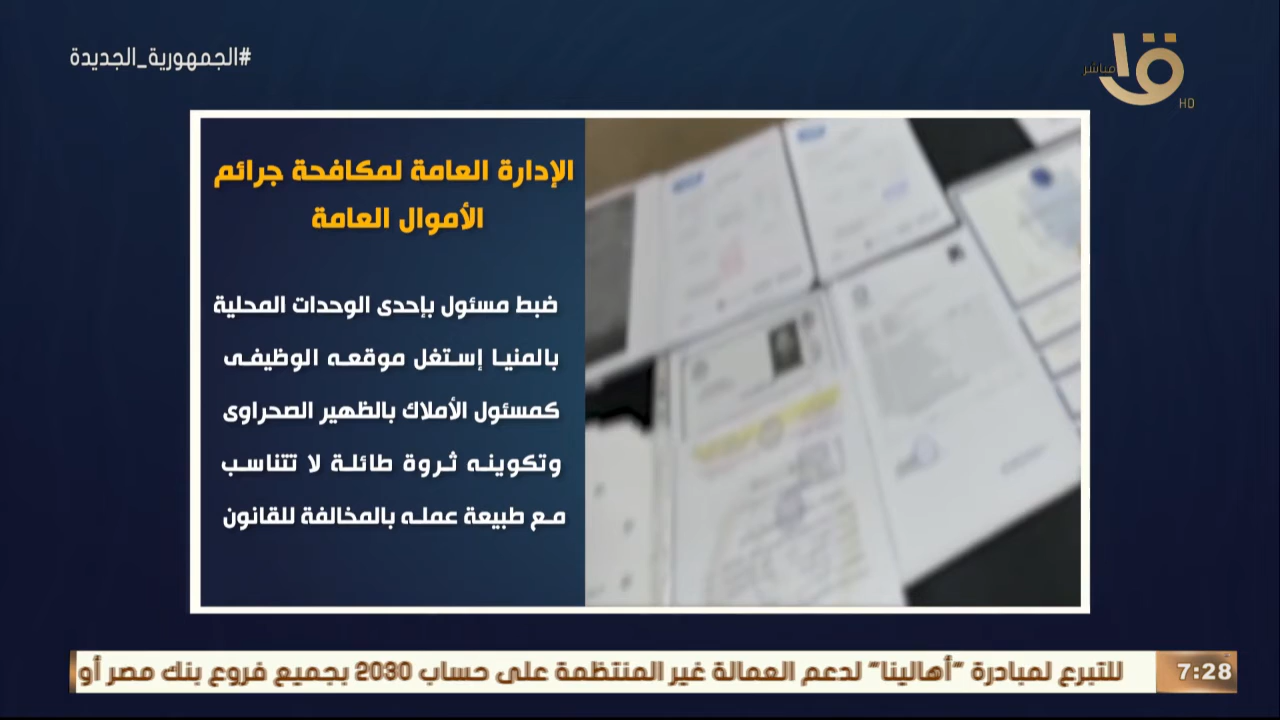 #الجمهورية_الجديدة
مباشر
HD
الإدارة العامة لمكافحة جرائم
الأموال العامة
ضبط مسئول بإحدى الوحدات المحلية
بالمنيا إستغل موقعه الوظيفى
كمسئول الأملاك بالظهير الصحراوى
وتكوينه ثروة طائلة لا تتناسب
مع طبيعة عمله بالمخالفة للقانون
7:28
للتبرع لمبادرة "أهالينا" لدعم العمالة غير المنتظمة على حساب 2030 بجميع فروع بنك مصر أو